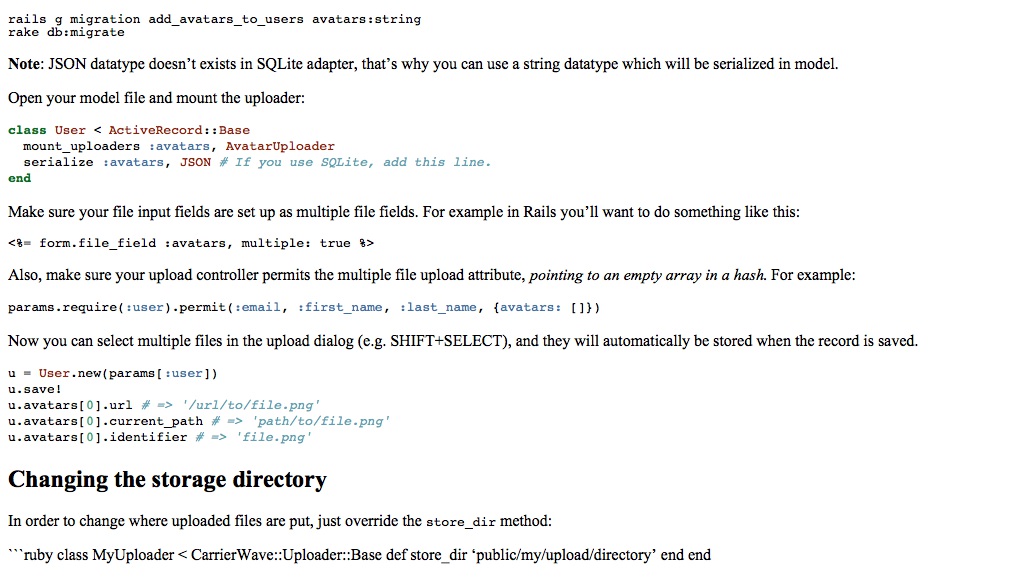 rails g migration add_avatars_to_users avatars:string
rake db:migrate
Note: JSON datatype doesn’t exists in SQLite adapter, that’s why you can use a string datatype which will be serialized in model.
Open your model file and mount the uploader:
class User < ActiveRecord::Base
  mount_uploaders :avatars, AvatarUploader
  serialize :avatars, JSON # If you use SQLite, add this line.
end
Make sure your file input fields are set up as multiple file fields. For example in Rails you’ll want to do something like this:
<%= form.file_field :avatars, multiple: true %>
Also, make sure your upload controller permits the multiple file upload attribute, pointing to an empty array in a hash. For example:
params.require(:user).permit(:email, :first_name, :last_name, {avatars: []})
Now you can select multiple files in the upload dialog (e.g. SHIFT+SELECT), and they will automatically be stored when the record is saved.
u = User.new(params[:user])
u.save!
u.avatars[0].url # => '/url/to/file.png'
u.avatars[0].current_path # => 'path/to/file.png'
u.avatars[0].identifier # => 'file.png'
Changing the storage directory
In order to change where uploaded files are put, just override the store_dir method:
```ruby class MyUploader < CarrierWave::Uploader::Base def store_dir ‘public/my/upload/directory’ end end